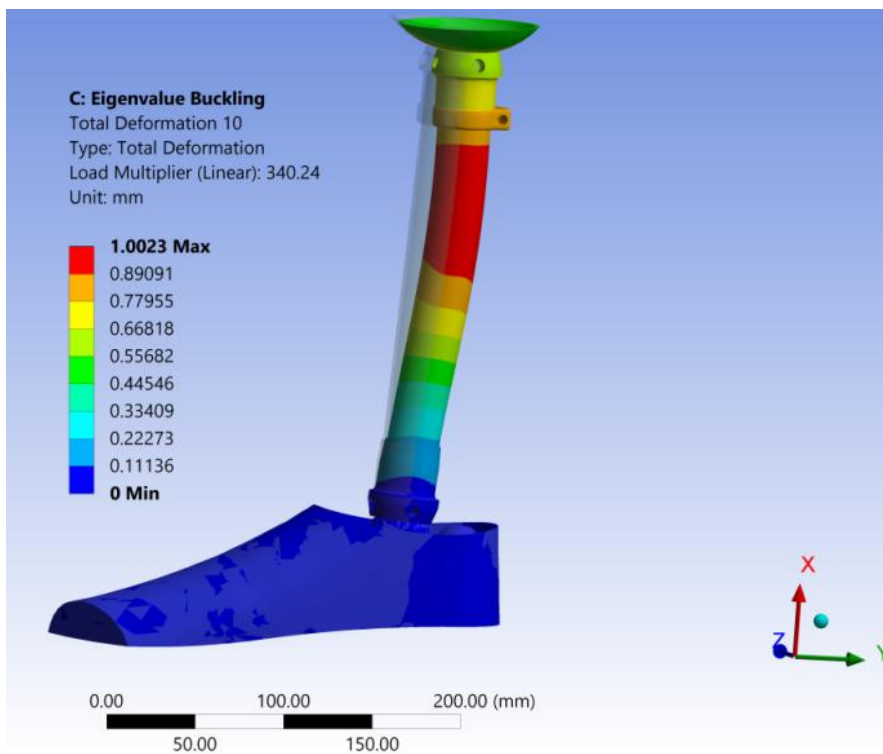 C: Eigenvalue Buckling
Total Deformation 10
Type: Total Deformation
Load Multiplier (Linear): 340.24
Unit: mm
1.0023 Max
0.89091
0.77955
0.66818
0.55682
0.44546
0.33409
0.22273
0.11136
0 Min
X
Z
Y
0.00 100.00 200.00 (mm)
50.00 150.00